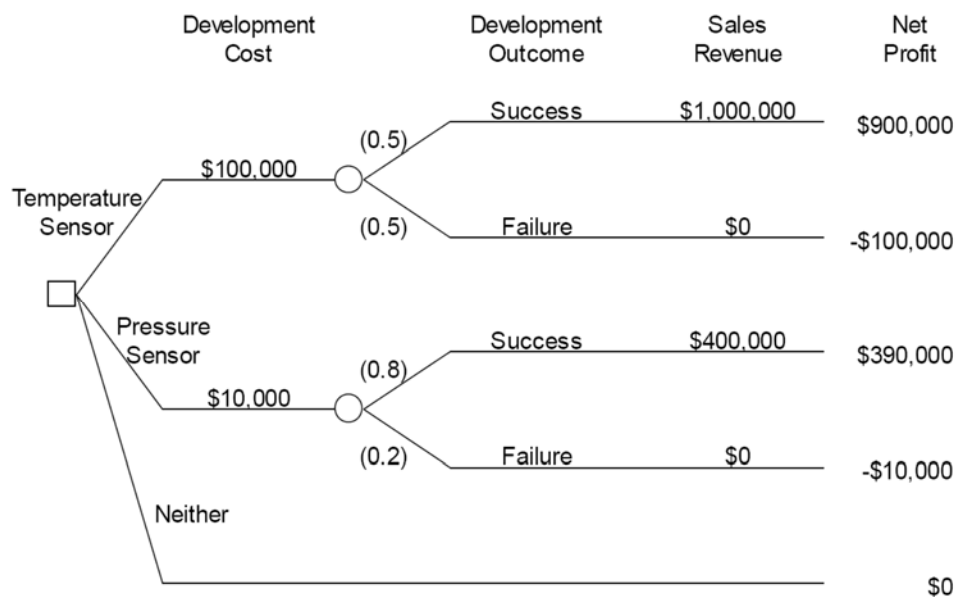 Development Cost
Development Outcome
Sales Revenue
Net Profit
Success
$1,000,000
$900,000
(0.5)
$100,000
Temperature Sensor
(0.5)
Failure
$0
-$100,000
Pressure Sensor
Success
$400,000
$390,000
(0.8)
$10,000
(0.2)
Failure
$0
-$10,000
Neither
$0